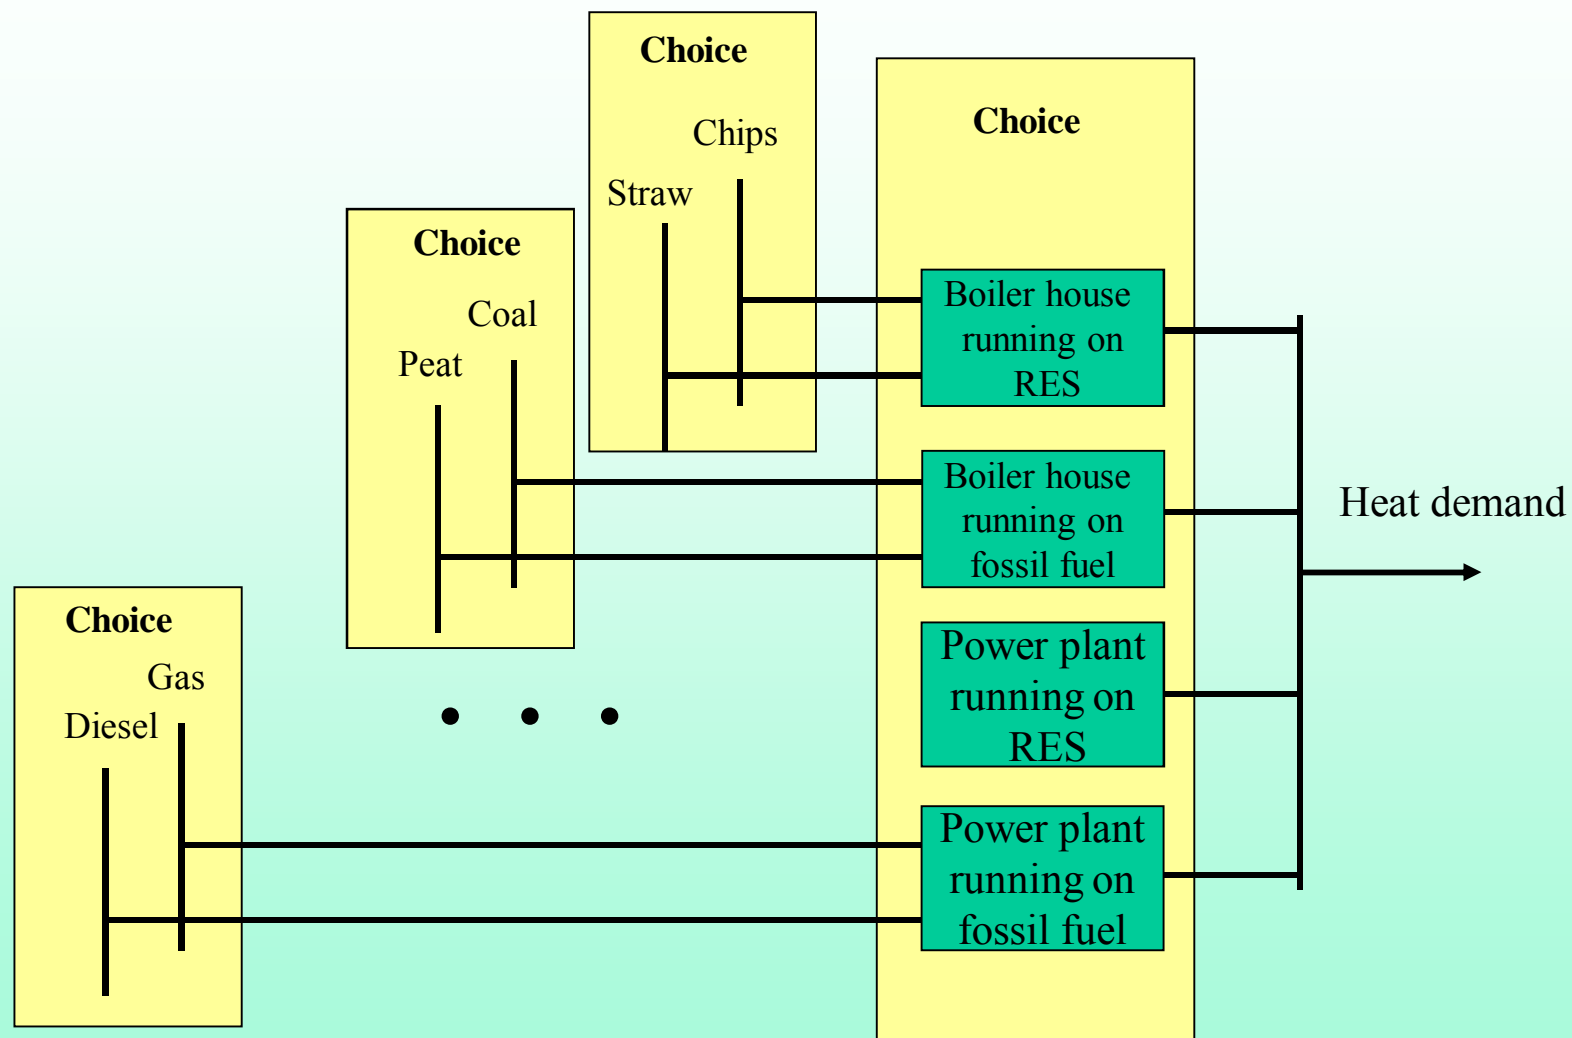 Choice
Chips
Straw
Choice
Coal
Peat
Choice
Gas
Diesel
Choice
Boiler house
running on
RES
Boiler house
running on
fossil fuel
Power plant
running on
RES
Power plant
running on
fossil fuel
Heat demand